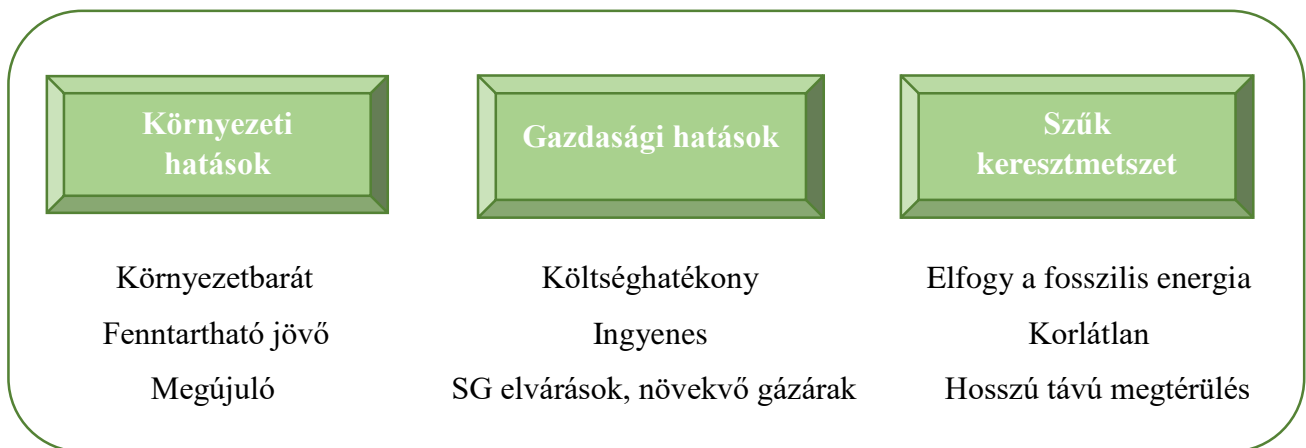 Környezeti
hatások
Gazdasági hatások
Szűk
keresztmetszet
Környezetbarát
Fenntartható jövő
Megújuló
Költséghatékony
Ingyenes
SG elvárások, növekvő gázárak
Elfogy a fosszilis energia
Korlátlan
Hosszú távú megtérülés